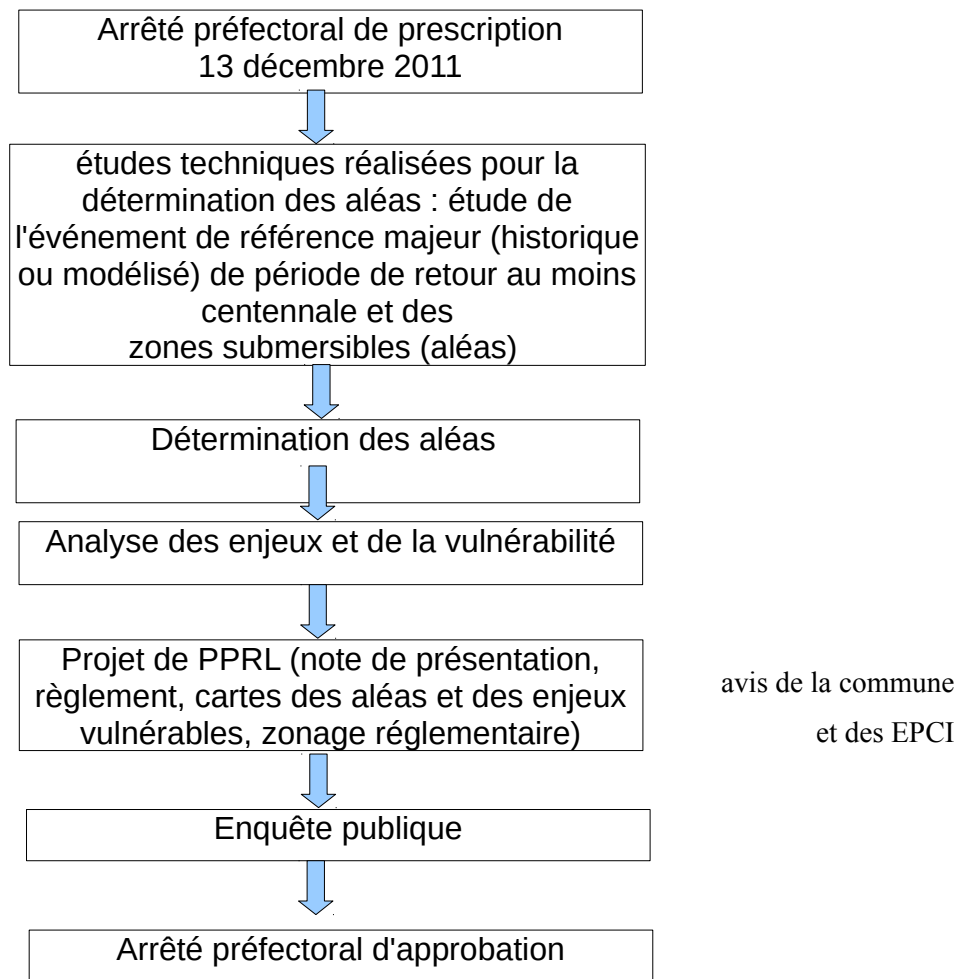 Arrêté préfectoral de prescription
13 décembre 2011
études techniques réalisées pour la
détermination des aléas : étude de
l'événement de référence majeur (historique
ou modélisé) de période de retour au moins
centennale et des
zones submersibles (aléas)
Détermination des aléas
Analyse des enjeux et de la vulnérabilité
Projet de PPRL (note de présentation,
règlement, cartes des aléas et des enjeux
vulnérables, zonage réglementaire)
avis de la commune
et des EPCI
Enquête publique
Arrêté préfectoral d'approbation